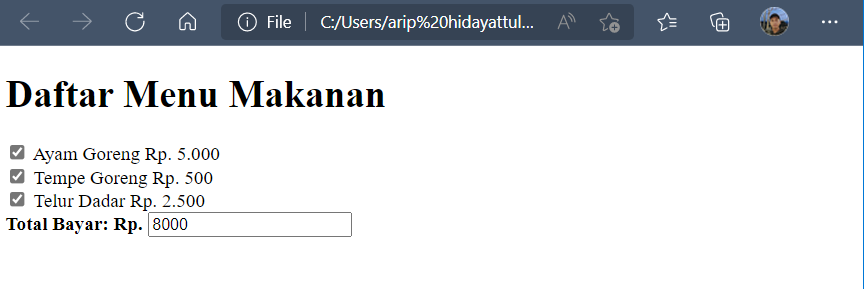 File C:/Users/arip%20hidayattul...
Daftar Menu Makanan
Ayam Goreng Rp. 5.000
Tempe Goreng Rp. 500
Telur Dadar Rp. 2.500
Total Bayar: Rp. 8000